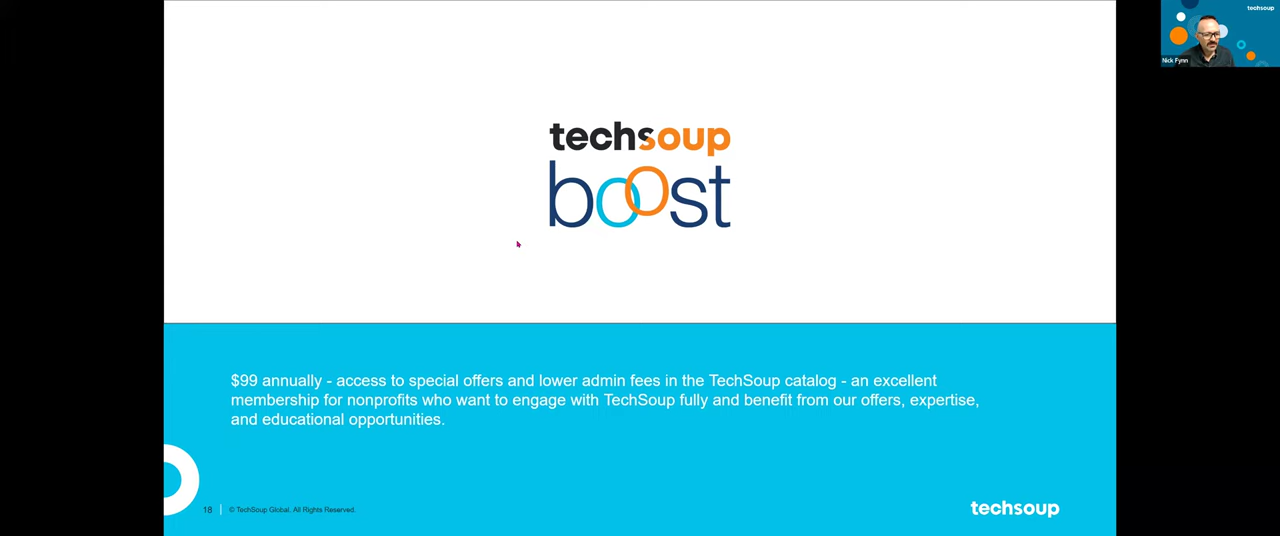 techsoup
Nick Fynn
techsoup
boost
$99 annually - access to special offers and lower admin fees in the TechSoup catalog - an excellent
membership for nonprofits who want to engage with TechSoup fully and benefit from our offers, expertise,
and educational opportunities.
18
© TechSoup Global. All Rights Reserved.
techsoup